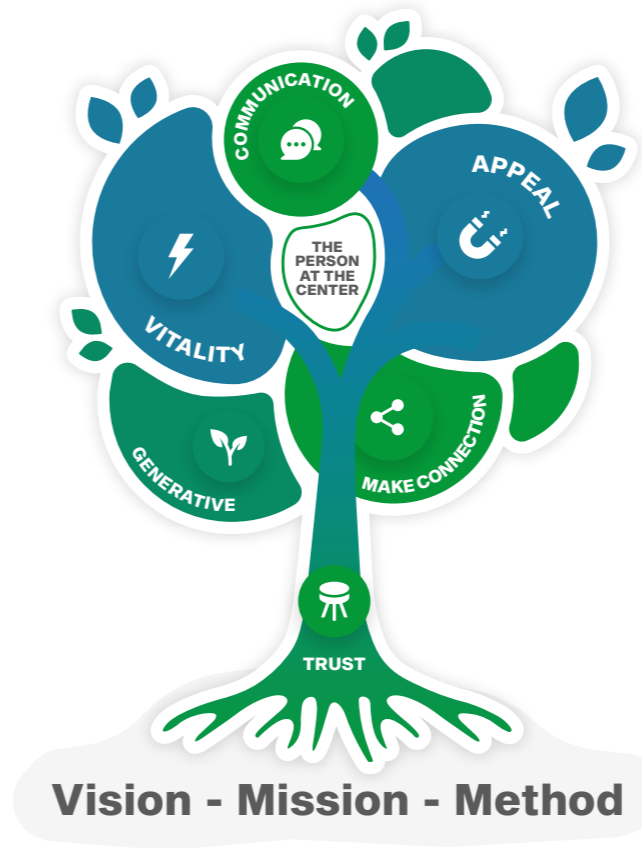 COMMUNICATION
APPEAL
THE
PERSON
AT THE
CENTER
VITALITY
GENERATIVE
MAKE CONNECTION
TRUST
Vision - Mission - Method